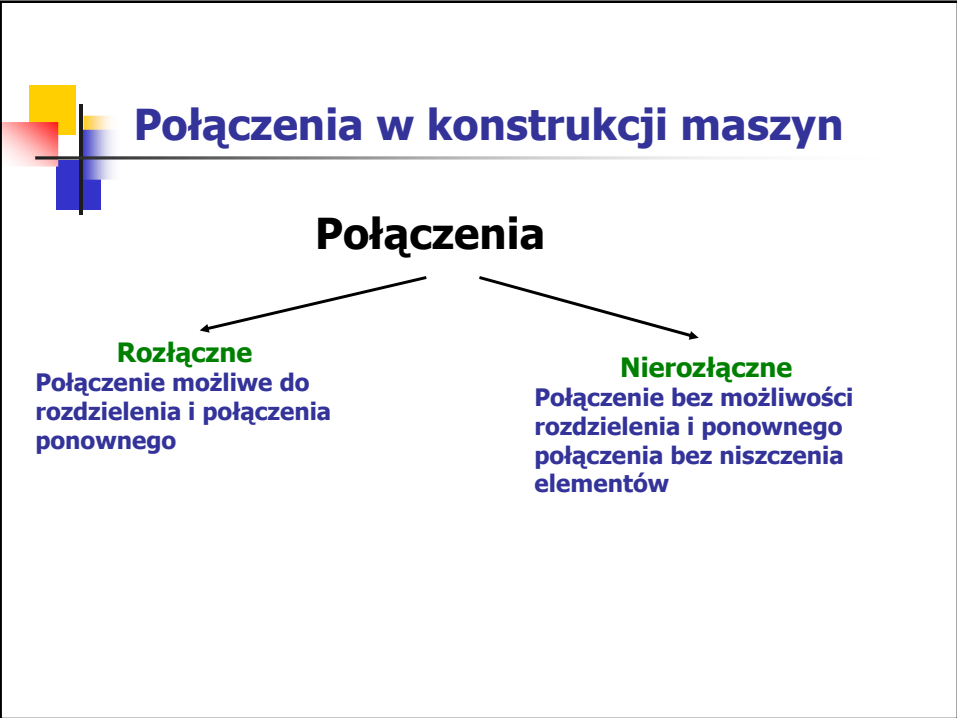 Połączenia w konstrukcji maszyn
Połączenia
Rozłączne
Połączenie możliwe do
rozdzielenia i połączenia
ponownego
Nierozłączne
Połączenie bez możliwości
rozdzielenia i ponownego
połączenia bez niszczenia
elementów